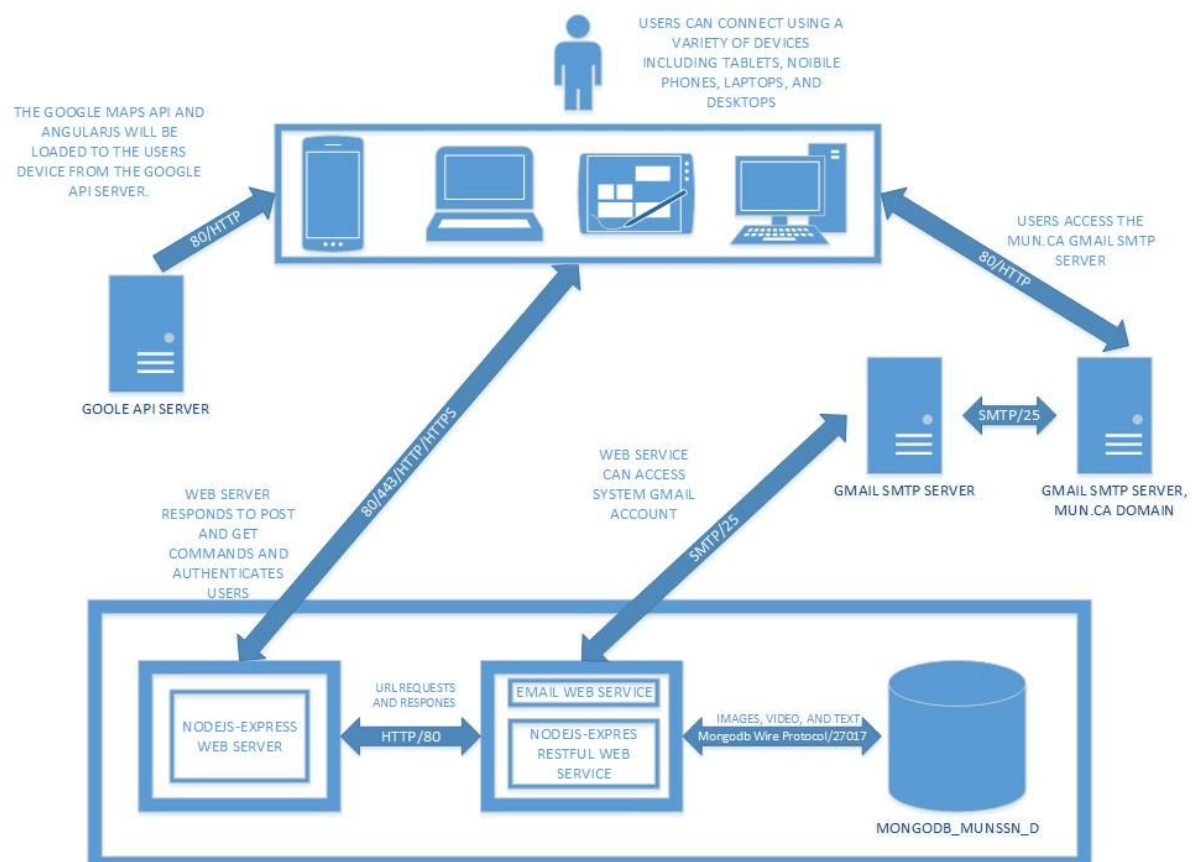 USERS CAN CONNECT USING A
VARIETY OF DEVICES
INCLUDING TABLETS, NOIBILE
PHONES, LAPTOPS, AND
DESKTOPS
THE GOOGLE MAPS API AND
ANGULARJS WILL BE
LOADED TO THE USERS
DEVICE FROM THE GOOGLE
API SERVER.
80/HTTP
USERS ACCESS THE
MUN.CA GMAIL SMTP
SERVER
80/HTTP
GOOLE API SERVER
80/443/HTTP/HTTPS
SMTP/25
GMAIL SMTP SERVER
GMAIL SMTP SERVER,
MUN.CA DOMAIN
WEB SERVICE
CAN ACCESS
SYSTEM GMAIL
ACCOUNT
SMTP/25
WEB SERVER
RESPONDS TO POST
AND GET
COMMANDS AND
AUTHENTICATES
USERS
NODEJS-EXPRESS
WEB SERVER
URL REQUESTS
AND RESPONES
HTTP/80
EMAIL WEB SERVICE
NODEJS-EXPRES
RESTFUL WEB
SERVICE
IMAGES, VIDEO, AND TEXT
Mongodb Wire Protocol/27017
MONGODB_MUNSSN_D